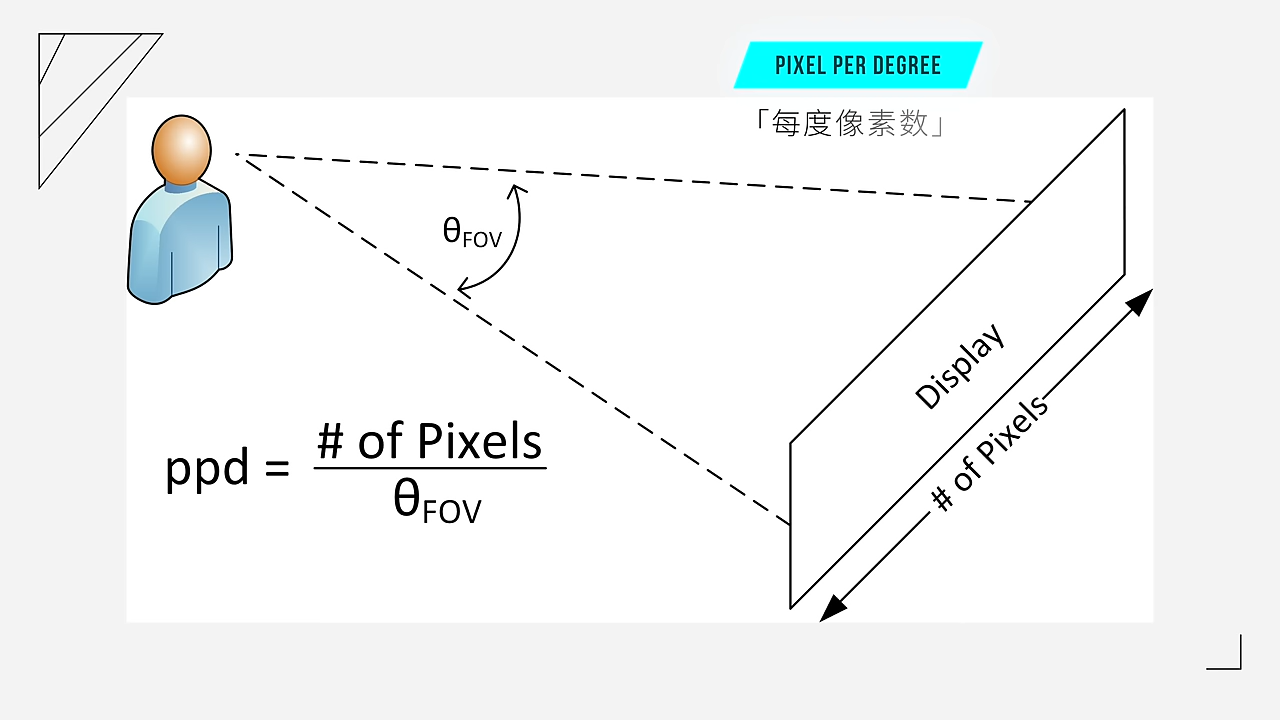 PIXEL PER DEGREE
「每度像素数」
θFOV
Display
# of Pixels
ppd = # of Pixels
θFOV